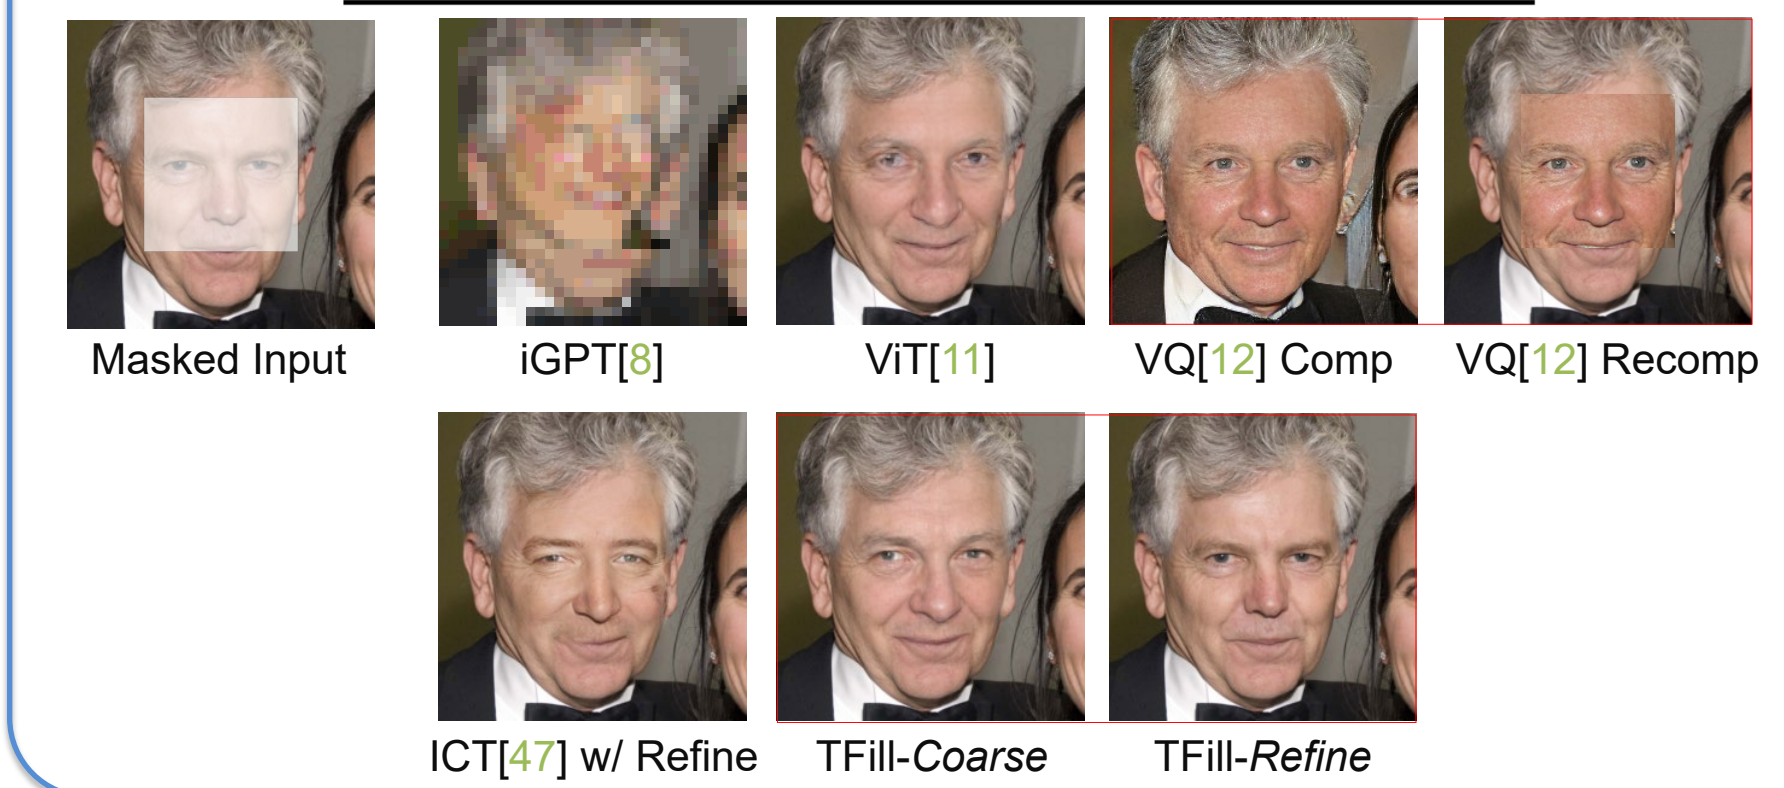 Masked Input
iGPT[8]
ViT[11]
VQ[12] Comp
VQ[12] Recomp
ICT[47] w/ Refine
TFill-Coarse
TFill-Refine